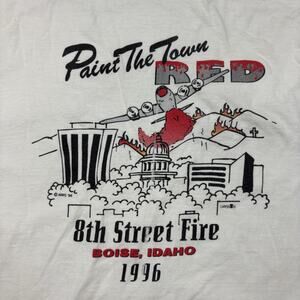 Paint The Town
RED
8th Street Fire
BOISE, IDAHO
1996